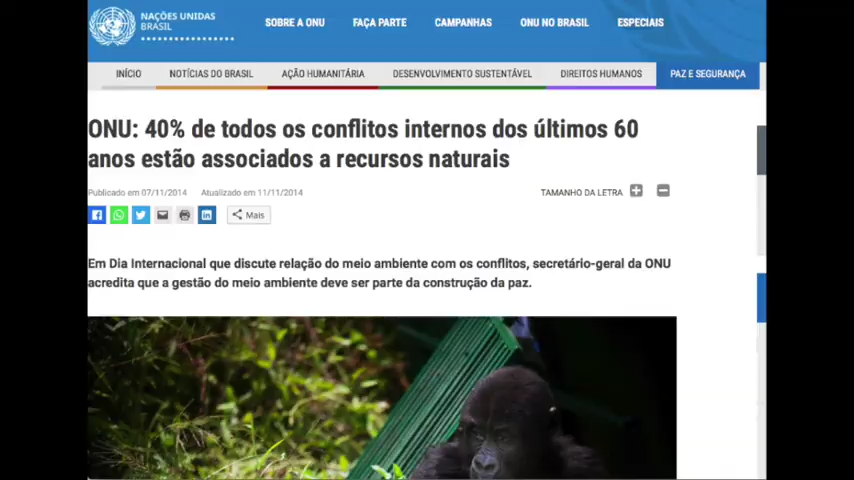 NAÇÕES UNIDAS
BRASIL
SOBRE A ONU FAÇA PARTE CAMPANHAS ONU NO BRASIL ESPECIAIS
INÍCIO NOTÍCIAS DO BRASIL AÇÃO HUMANITÁRIA DESENVOLVIMENTO SUSTENTÁVEL DIREITOS HUMANOS PAZ E SEGURANÇA
ONU: 40% de todos os conflitos internos dos últimos 60
anos estão associados a recursos naturais
Publicado em 07/11/2014 Atualizado em 11/11/2014
TAMANHO DA LETRA
Mais
Em Dia Internacional que discute relação do meio ambiente com os conflitos, secretário-geral da ONU
acredita que a gestão do meio ambiente deve ser parte da construção da paz.